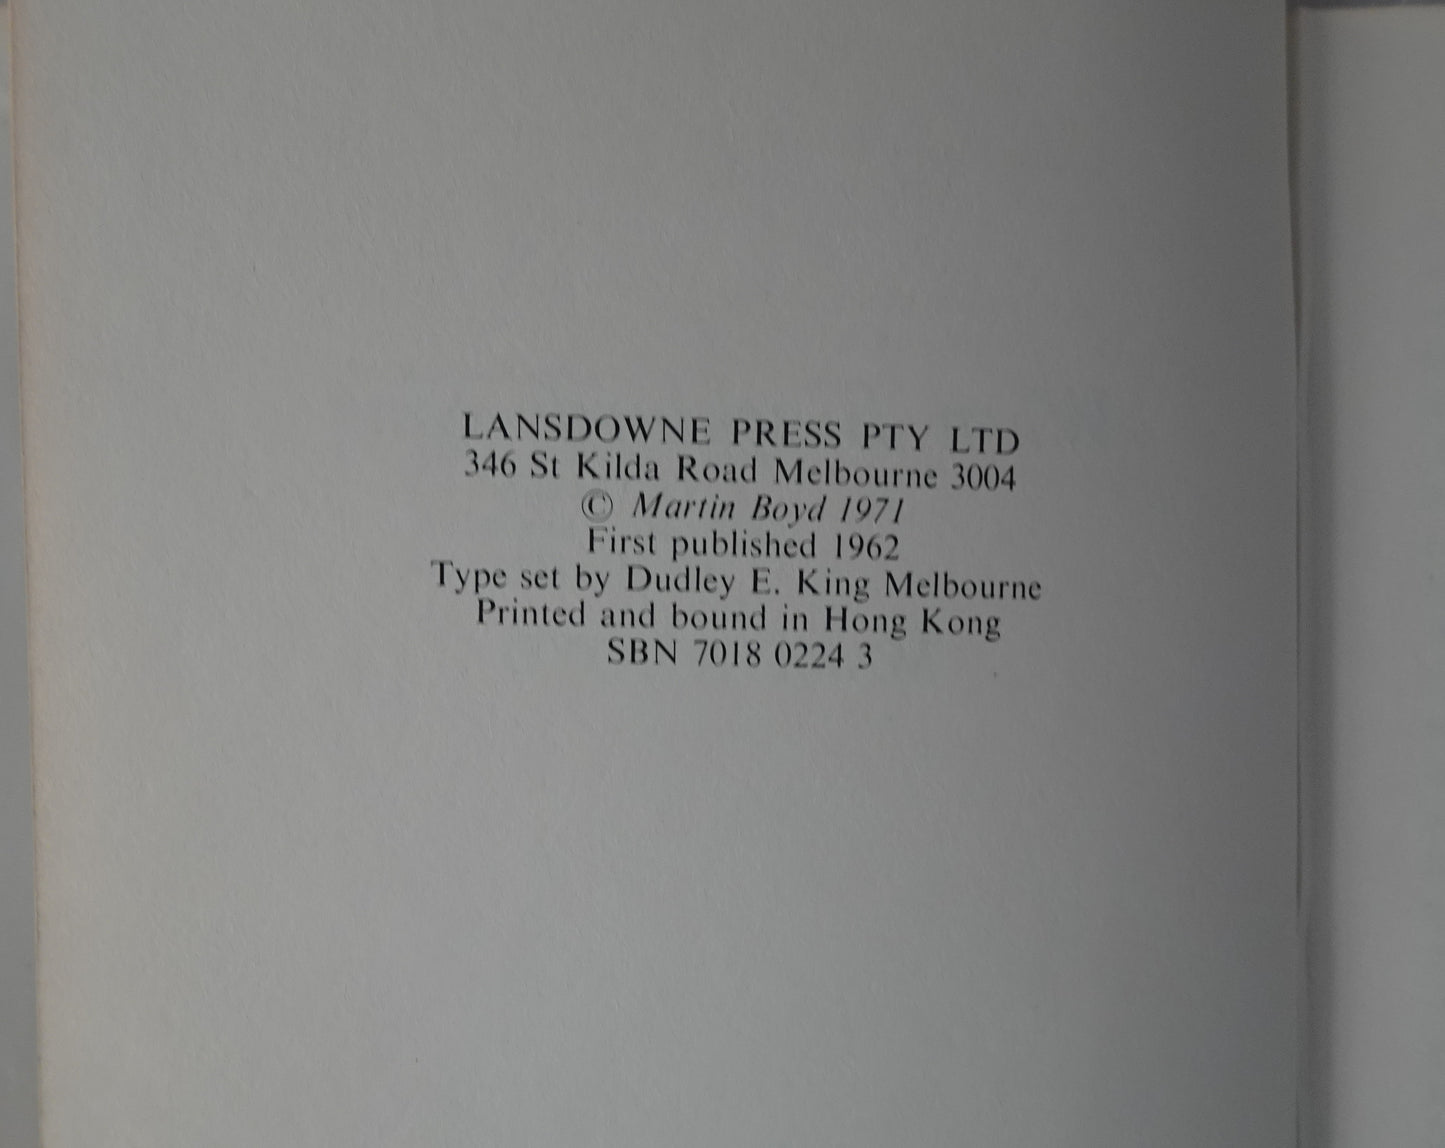 LANSDOWNE PRESS PTY LTD
346 St Kilda Road Melbourne 3004
© Martin Boyd 1971
First published 1962
Type set by Dudley E. King Melbourne
Printed and bound in Hong Kong
SBN 7018 0224 3